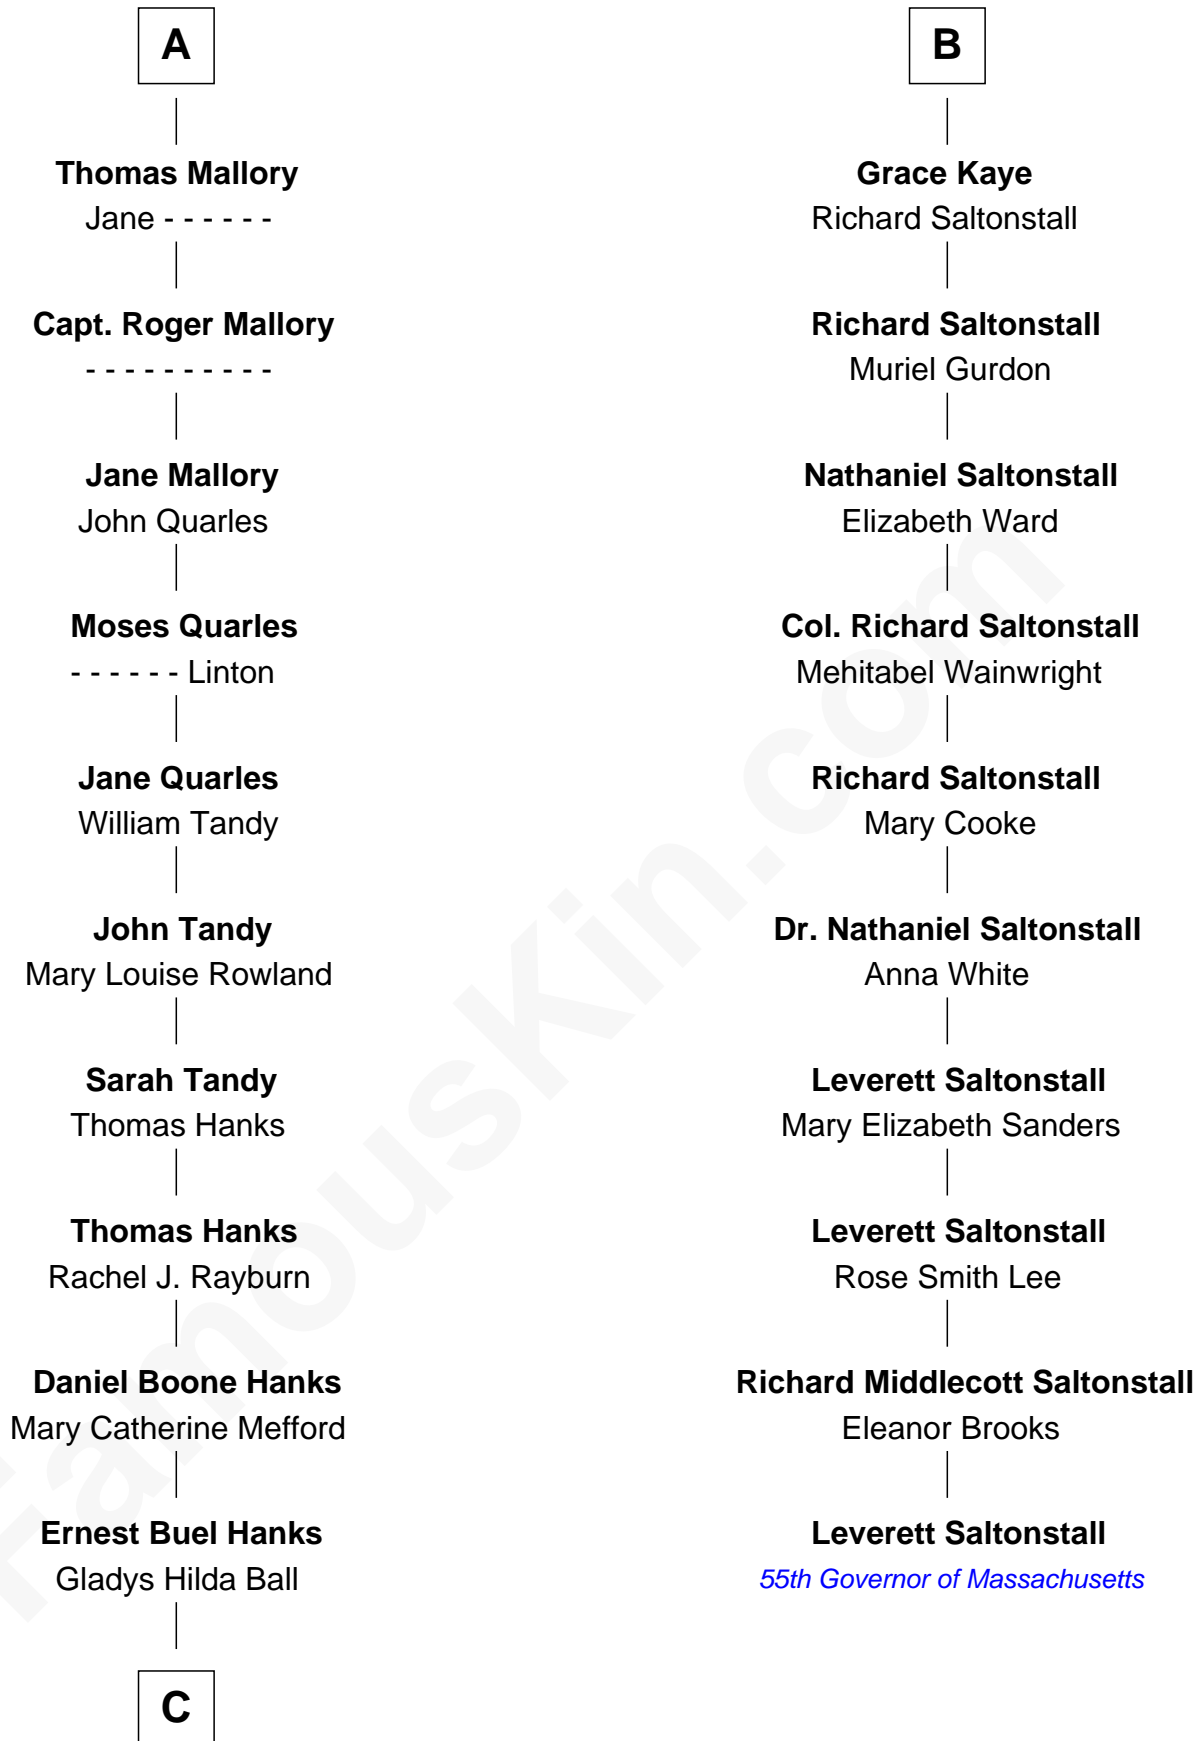 A
Thomas Mallory
Jane - - - - - -
Capt. Roger Mallory
- - - - - - - - - -
Jane Mallory
John Quarles
Moses Quarles
- - - - - - Linton
Jane Quarles
William Tandy
John Tandy
Mary Louise Rowland
Sarah Tandy
Thomas Hanks
Thomas Hanks
Rachel J. Rayburn
Daniel Boone Hanks
Mary Catherine Mefford
Ernest Buel Hanks
Gladys Hilda Ball
C
B
Grace Kaye
Richard Saltonstall
Richard Saltonstall
Muriel Gurdon
Nathaniel Saltonstall
Elizabeth Ward
Col. Richard Saltonstall
Mehitabel Wainwright
Richard Saltonstall
Mary Cooke
Dr. Nathaniel Saltonstall
Anna White
Leverett Saltonstall
Mary Elizabeth Sanders
Leverett Saltonstall
Rose Smith Lee
Richard Middlecott Saltonstall
Eleanor Brooks
Leverett Saltonstall
55th Governor of Massachusetts
FamousKin.com